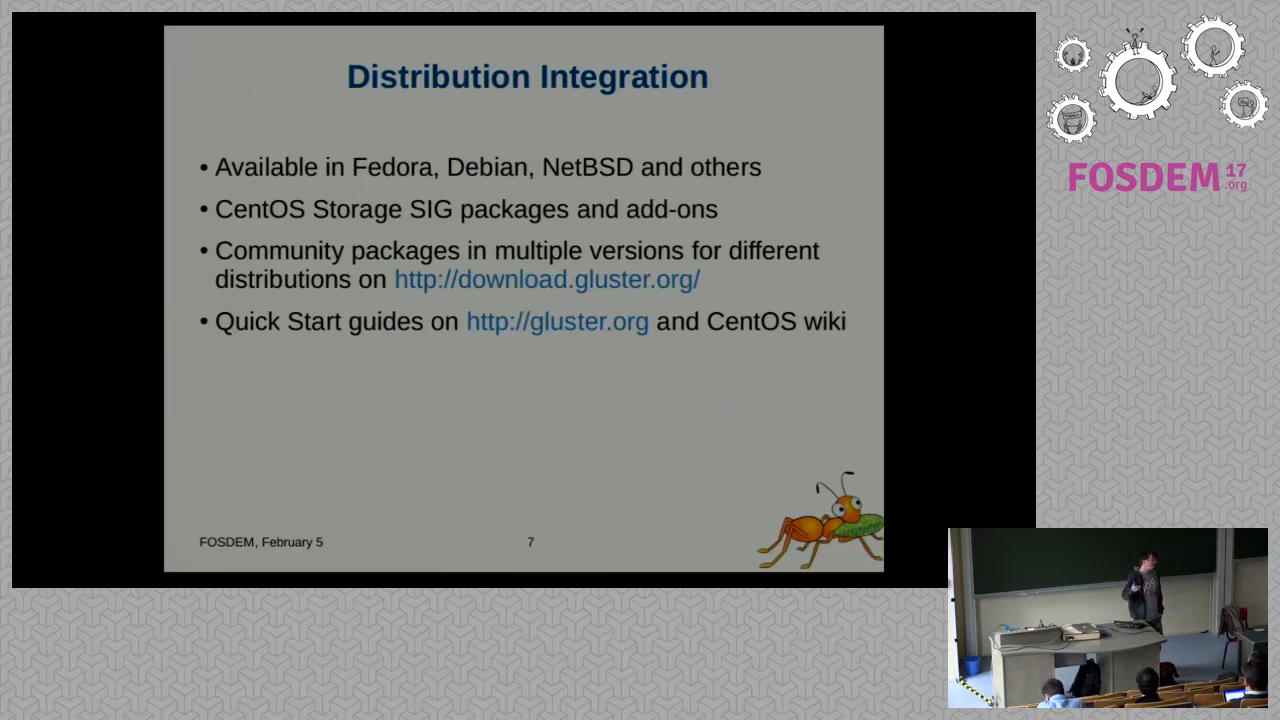 Distribution Integration
• Available in Fedora, Debian, NetBSD and others
• CentOS Storage SIG packages and add-ons
• Community packages in multiple versions for different
distributions on http://download.gluster.org/
• Quick Start guides on http://gluster.org and CentOS wiki
FOSDEM, February 5
7
FOSDEM 17
.org